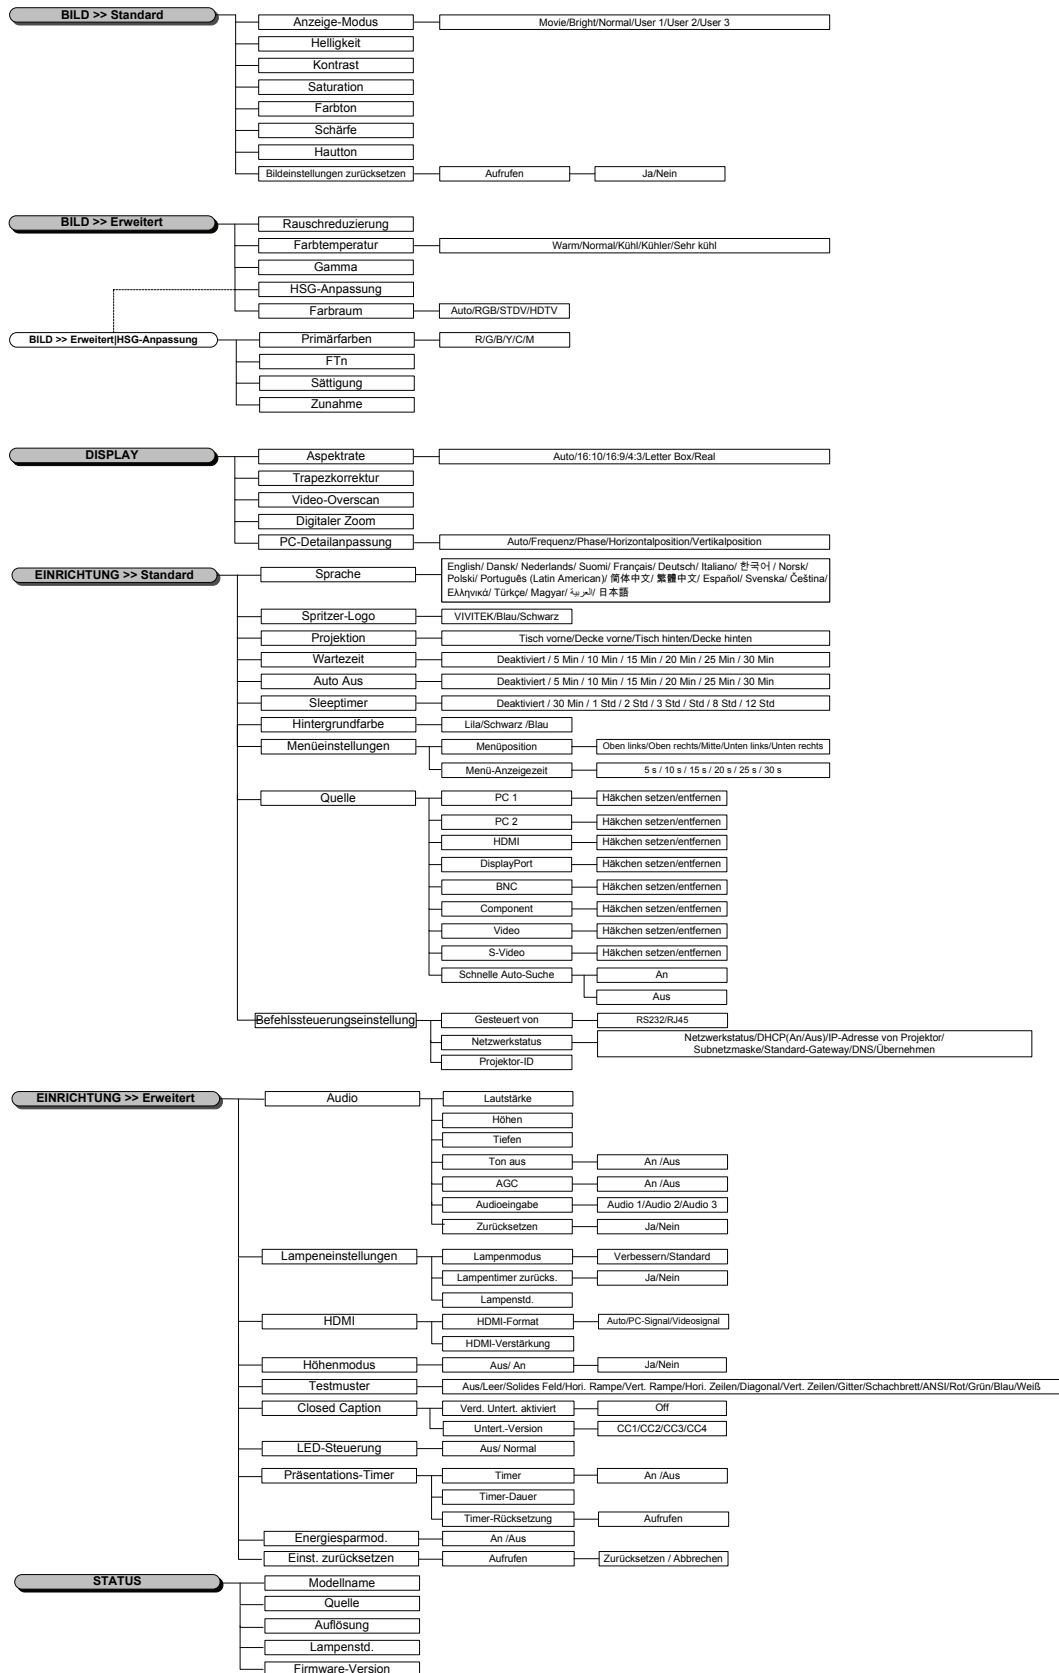 BILD >> Standard
Anzeige-Modus
Movie/Bright/Normal/User 1/User 2/User 3
Helligkeit
Kontrast
Saturation
Farbton
Schärfe
Hautton
Bildeinstellungen zurücksetzen
Aufrufen
Ja/Nein
BILD >> Erweitert
Rauschreduzierung
Farbtemperatur
Warm/Normal/Kühl/Kühler/Sehr kühl
Gamma
HSG-Anpassung
Farbraum
Auto/RGB/STDV/HDTV
BILD >> Erweitert|HSG-Anpassung
Primärfarben
R/G/B/Y/C/M
FTn
Sättigung
Zunahme
DISPLAY
Aspektrate
Auto/16:10/16:9/4:3/Letter Box/Real
Trapezkorrektur
Video-Overscan
Digitaler Zoom
PC-Detailanpassung
Auto/Frequenz/Phase/Horizontalposition/Vertikalposition
EINRICHTUNG >> Standard
Sprache
English/ Dansk/ Nederlands/ Suomi/ Français/ Deutsch/ Italiano/ 한국어 / Norsk/
Polski/ Português (Latin American)/ 简体中文/ 繁體中文/ Español/ Svenska/ Čeština/
Ελληνικά/ Türkçe/ Magyar/ العربية/ 日本語
Spritzer-Logo
VIVITEK/Blau/Schwarz
Projektion
Tisch vorne/Decke vorne/Tisch hinten/Decke hinten
Wartezeit
Deaktiviert / 5 Min / 10 Min / 15 Min / 20 Min / 25 Min / 30 Min
Auto Aus
Deaktiviert / 5 Min / 10 Min / 15 Min / 20 Min / 25 Min / 30 Min
Sleeptimer
Deaktiviert / 30 Min / 1 Std / 2 Std / 3 Std / Std / 8 Std / 12 Std
Hintergrundfarbe
Lila/Schwarz /Blau
Menüeinstellungen
Menüposition
Oben links/Oben rechts/Mitte/Unten links/Unten rechts
Menü-Anzeigezeit
5 s / 10 s / 15 s / 20 s / 25 s / 30 s
Quelle
PC 1
Häkchen setzen/entfernen
PC 2
Häkchen setzen/entfernen
HDMI
Häkchen setzen/entfernen
DisplayPort
Häkchen setzen/entfernen
BNC
Häkchen setzen/entfernen
Component
Häkchen setzen/entfernen
Video
Häkchen setzen/entfernen
S-Video
Häkchen setzen/entfernen
Schnelle Auto-Suche
An
Aus
Befehlssteuerungseinstellung
Gesteuert von
RS232/RJ45
Netzwerkstatus
Netzwerkstatus/DHCP(An/Aus)/IP-Adresse von Projektor/
Subnetzmaske/Standard-Gateway/DNS/Übernehmen
Projektor-ID
EINRICHTUNG >> Erweitert
Audio
Lautstärke
Höhen
Tiefen
Ton aus
An /Aus
AGC
An /Aus
Audioeingabe
Audio 1/Audio 2/Audio 3
Zurücksetzen
Ja/Nein
Lampeneinstellungen
Lampenmodus
Verbessern/Standard
Lampentimer zurücks.
Ja/Nein
Lampenstd.
HDMI
HDMI-Format
Auto/PC-Signal/Videosignal
HDMI-Verstärkung
Höhenmodus
Aus/ An
Ja/Nein
Testmuster
Aus/Leer/Solides Feld/Hori. Rampe/Vert. Rampe/Hori. Zeilen/Diagonal/Vert. Zeilen/Gitter/Schachbrett/ANSI/Rot/Grün/Blau/Weiß
Closed Caption
Verd. Untert. aktiviert
Off
Untert.-Version
CC1/CC2/CC3/CC4
LED-Steuerung
Aus/ Normal
Präsentations-Timer
Timer
An /Aus
Timer-Dauer
Timer-Rücksetzung
Aufrufen
Energiesparmod.
An /Aus
Einst. zurücksetzen
Aufrufen
Zurücksetzen / Abbrechen
STATUS
Modellname
Quelle
Auflösung
Lampenstd.
Firmware-Version